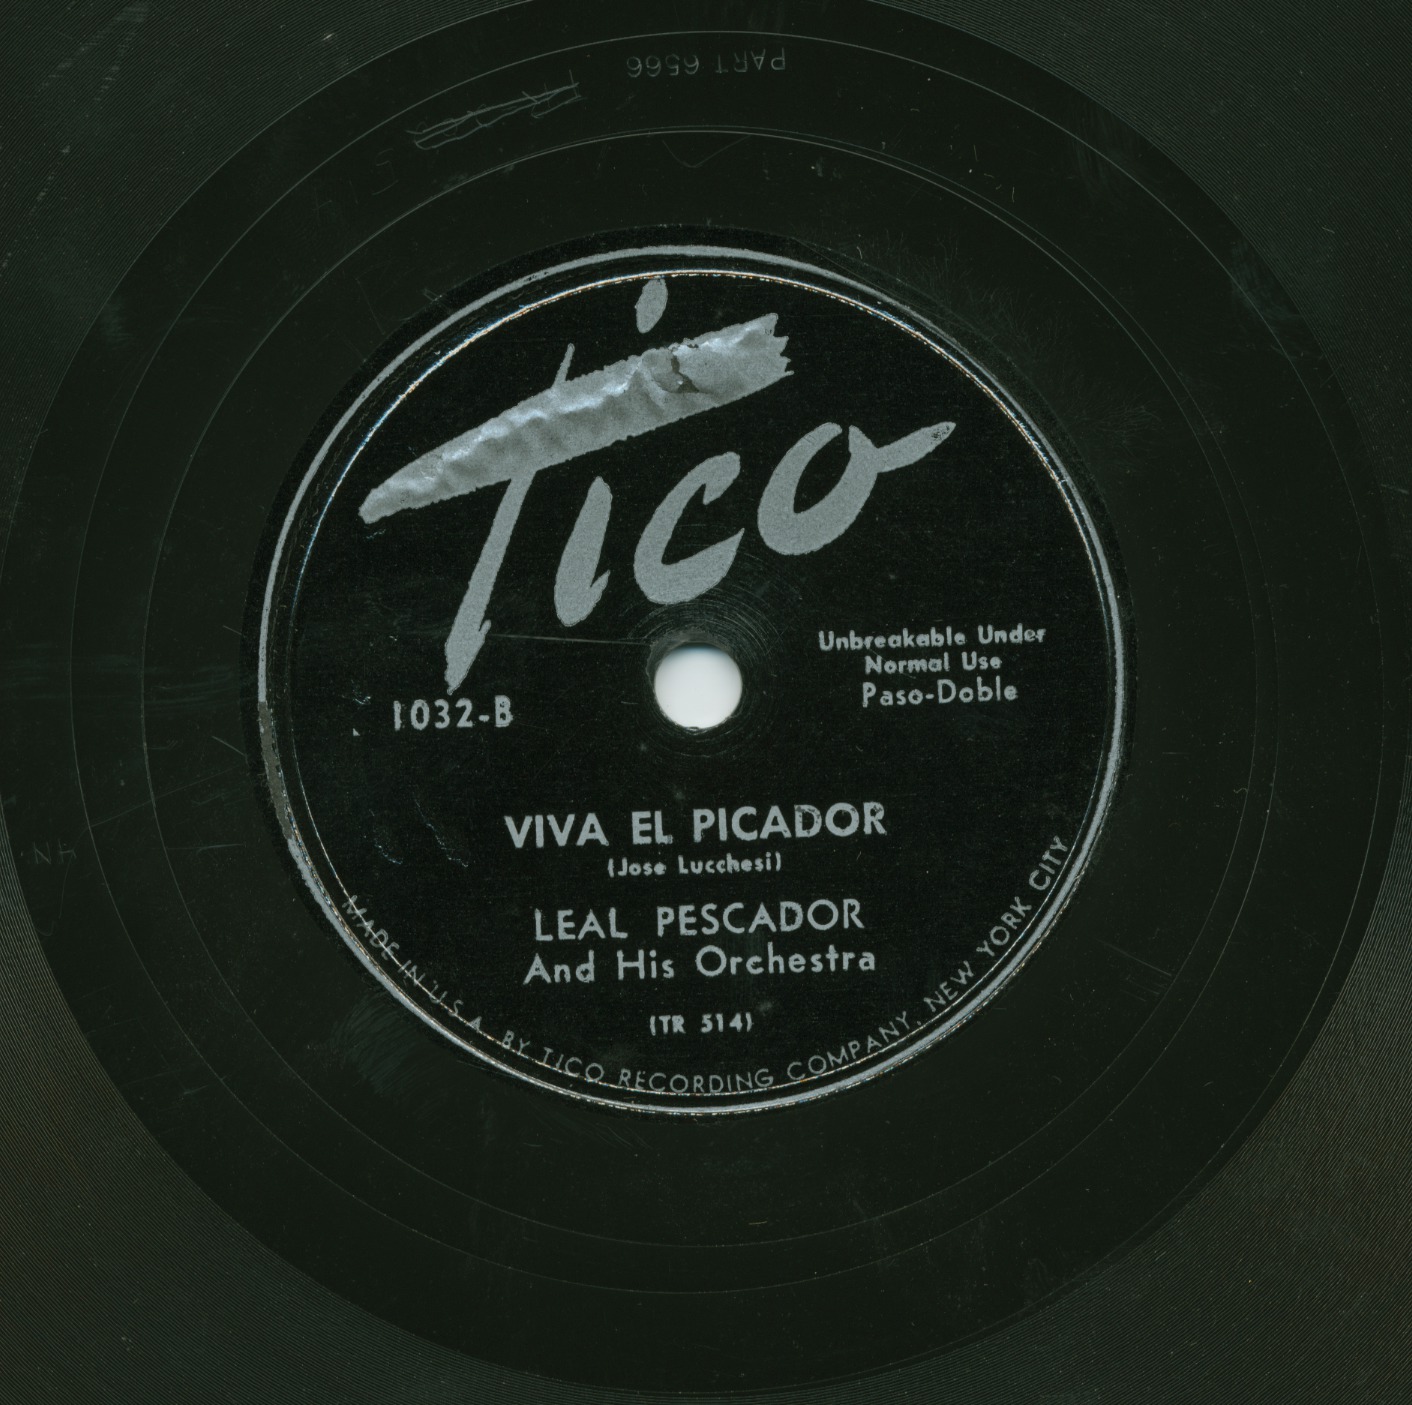 PART 6566
Tico
Unbreakable Under
Normal Use
Paso-Doble
1032-B
VIVA EL PICADOR
(Jose Lucchesi)
LEAL PESCADOR
And His Orchestra
(TR 514)
MADE IN U.S.A. BY TICO RECORDING COMPANY, NEW YORK CITY